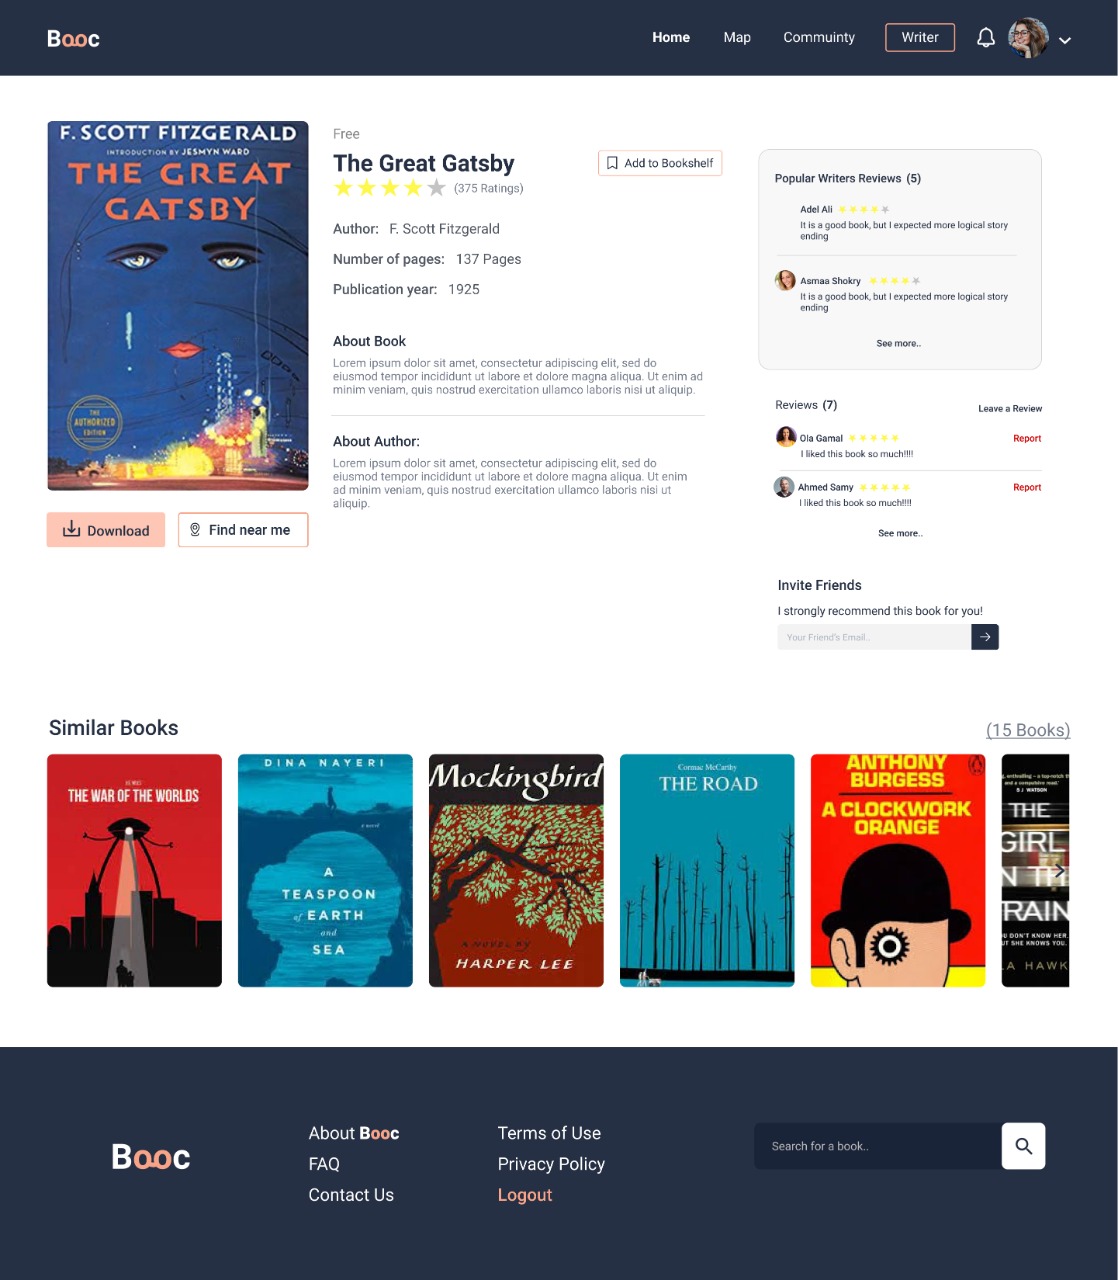 Booc
Home
Map
Commuinty
Writer
F. SCOTT FITZGERALD
INTRODUCTION BY JESMYN WARD
THE GREAT
GATSBY
THE
AUTHORIZED
EDITION
Download
Find near me
Free
The Great Gatsby
Add to Bookshelf
(375 Ratings)
Author: F. Scott Fitzgerald
Number of pages: 137 Pages
Publication year: 1925
About Book
Lorem ipsum dolor sit amet, consectetur adipiscing elit, sed do
eiusmod tempor incididunt ut labore et dolore magna aliqua. Ut enim ad
minim veniam, quis nostrud exercitation ullamco laboris nisi ut aliquip.
About Author:
Lorem ipsum dolor sit amet, consectetur adipiscing elit, sed do
eiusmod tempor incididunt ut labore et dolore magna aliqua. Ut enim
ad minim veniam, quis nostrud exercitation ullamco laboris nisi ut
aliquip.
Popular Writers Reviews (5)
Adel Ali
It is a good book, but I expected more logical story
ending
Asmaa Shokry
It is a good book, but I expected more logical story
ending
See more..
Reviews (7)
Leave a Review
Ola Gamal
Report
I liked this book so much!!!!
Ahmed Samy
Report
I liked this book so much!!!!
See more..
Invite Friends
I strongly recommend this book for you!
Your Friend's Email..
Similar Books
(15 Books)
THE WAR OF THE WORLDS
DINA NAYERI
a novel
A
TEASPOON
of EARTH
and
SEA
Mockingbird
A NOVEL BY
HARPER LEE
Cormac McCarthy
THE ROAD
ANTHONY
BURGESS
A CLOCKWORK
ORANGE
S J WATSON
THE
GIRL
N TH
TRAIN
U DON'T KNOW HER.
UT SHE KNOWS YOU.
LA HAWK
Booc
About Booc
FAQ
Contact Us
Terms of Use
Privacy Policy
Logout
Search for a book..